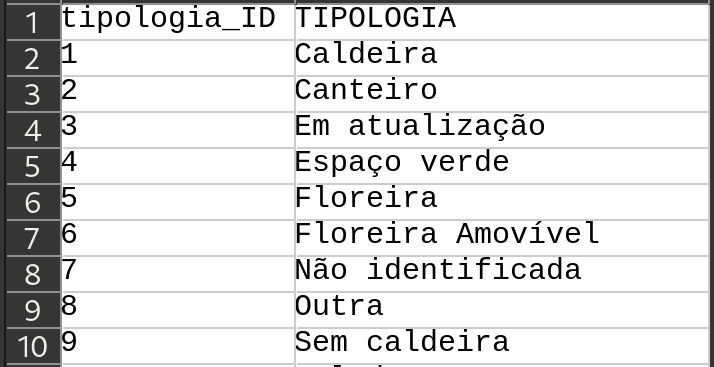 1 tipologia_ID TIPOLOGIA
2 1 Caldeira
3 2 Canteiro
4 3 Em atualização
5 4 Espaço verde
6 5 Floreira
7 6 Floreira Amovível
8 7 Não identificada
9 8 Outra
10 9 Sem caldeira